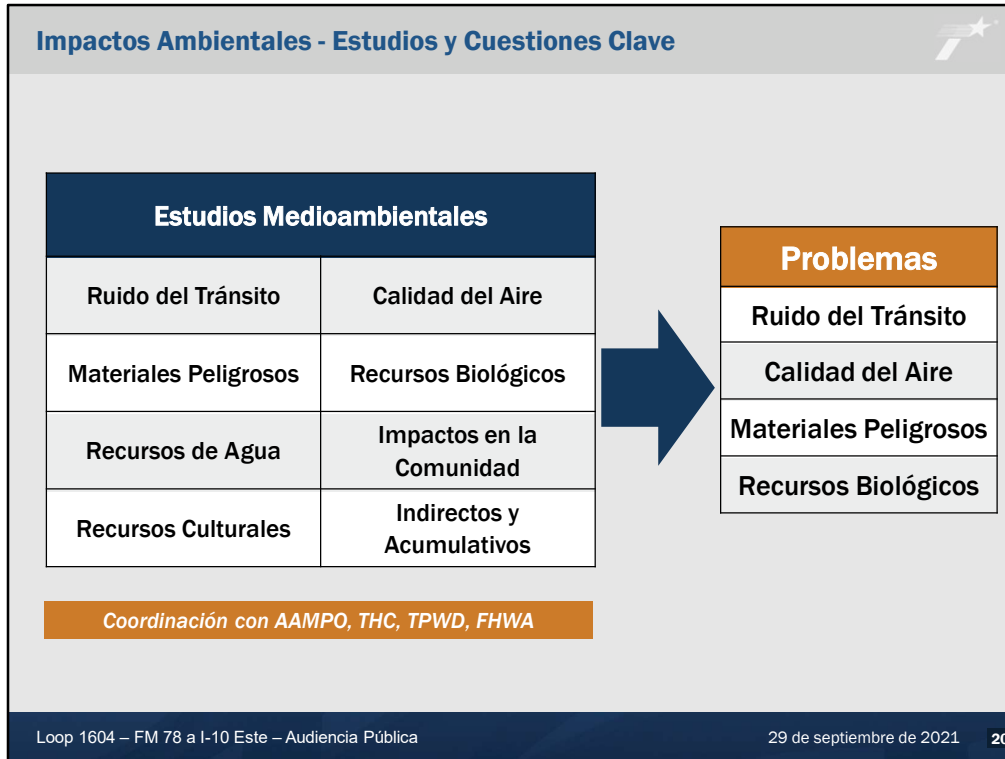 Impactos Ambientales - Estudios y Cuestiones Clave
Estudios Medioambientales
Ruido del Tránsito
Calidad del Aire
Materiales Peligrosos
Recursos Biológicos
Recursos de Agua
Impactos en la
Comunidad
Recursos Culturales
Indirectos y
Acumulativos
Coordinación con AAMPO, THC, TPWD, FHWA
Problemas
Ruido del Tránsito
Calidad del Aire
Materiales Peligrosos
Recursos Biológicos
Loop 1604 – FM 78 a I-10 Este – Audiencia Pública
29 de septiembre de 2021
20